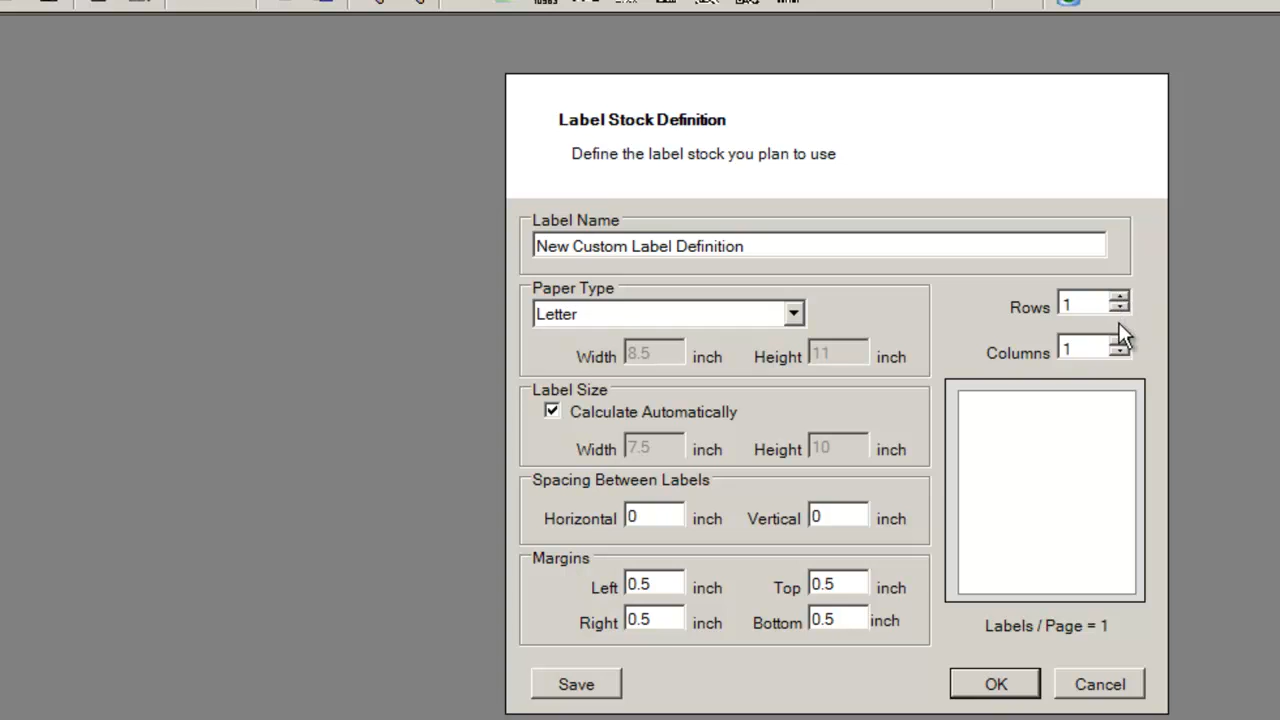 Label Stock Definition
Define the label stock you plan to use
Label Name
New Custom Label Definition
Paper Type
Letter
Width 8.5 inch Height 11 inch
Rows 1
Columns 1
Label Size
Calculate Automatically
Width 7.5 inch Height 10 inch
Spacing Between Labels
Horizontal 0 inch Vertical 0 inch
Margins
Left 0.5 inch Top 0.5 inch
Right 0.5 inch Bottom 0.5 inch
Labels / Page = 1
Save OK Cancel